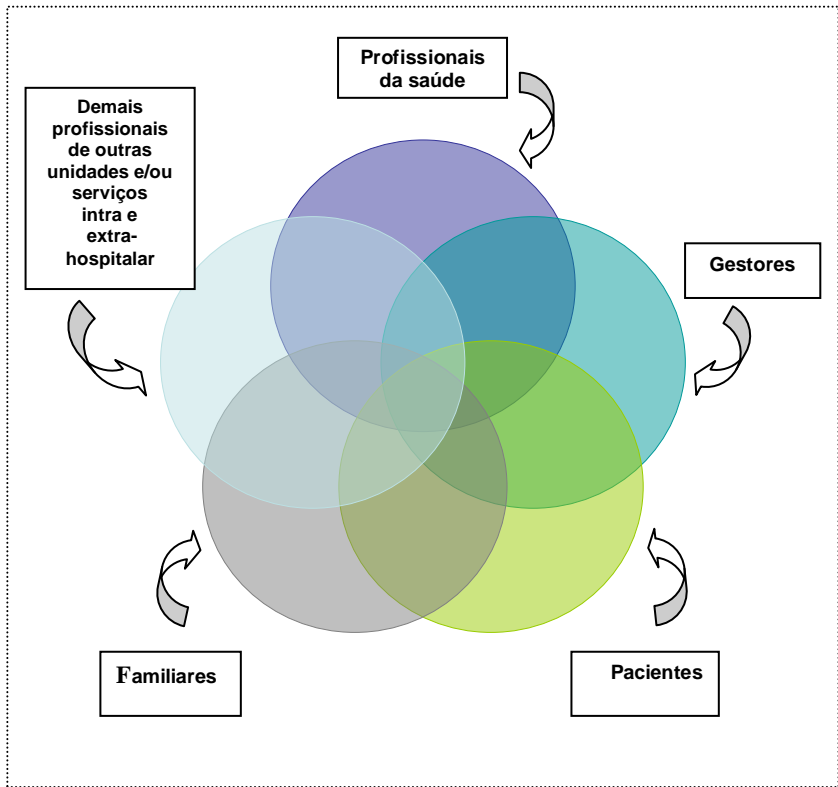 Profissionais
da saúde
Demais
profissionais
de outras
unidades e/ou
serviços
intra e
extra-
hospitalar
Gestores
Familiares
Pacientes